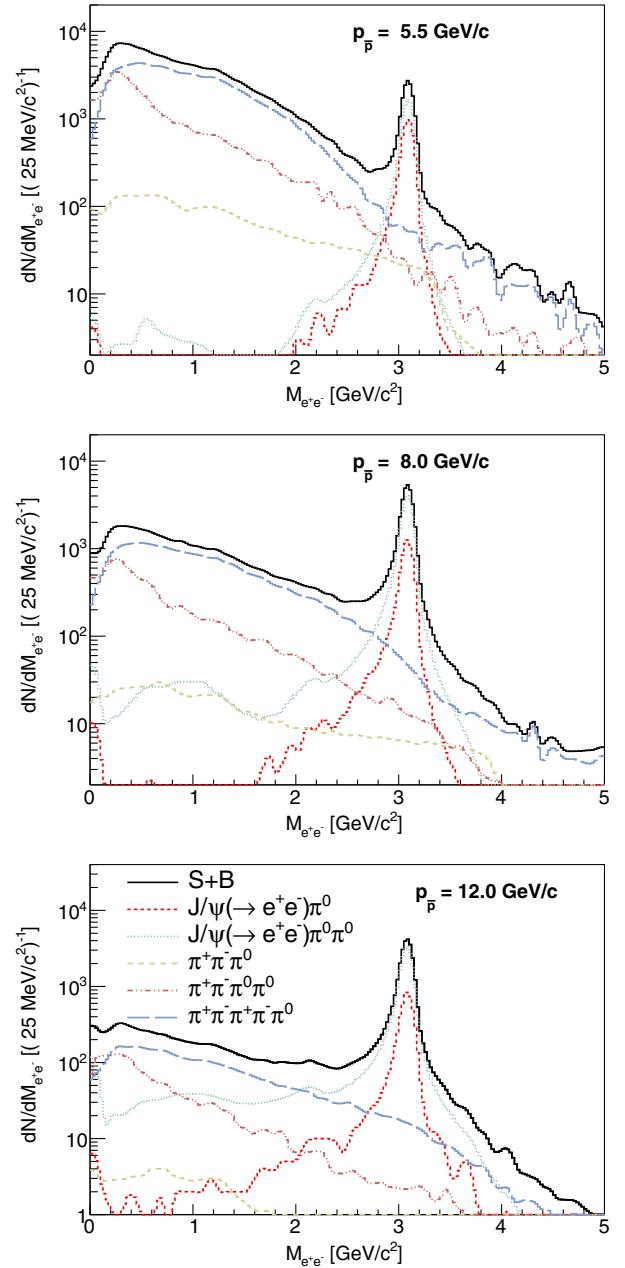 p_p̅ = 5.5 GeV/c
10⁴
10³
10²
10
dN/dM_e⁺e⁻ [( 25 MeV/c²)⁻¹]
0 1 2 3 4 5
M_e⁺e⁻ [GeV/c²]
p_p̅ = 8.0 GeV/c
10⁴
10³
10²
10
dN/dM_e⁺e⁻ [( 25 MeV/c²)⁻¹]
0 1 2 3 4 5
M_e⁺e⁻ [GeV/c²]
p_p̅ = 12.0 GeV/c
S+B
J/ψ(→ e⁺e⁻)π⁰
J/ψ(→ e⁺e⁻)π⁰π⁰
π⁺π⁻π⁰
π⁺π⁻π⁰π⁰
π⁺π⁻π⁺π⁻π⁰
10⁴
10³
10²
10
1
dN/dM_e⁺e⁻ [( 25 MeV/c²)⁻¹]
0 1 2 3 4 5
M_e⁺e⁻ [GeV/c²]